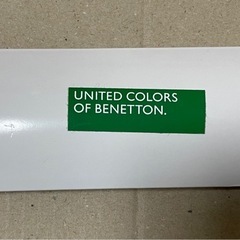 UNITED COLORS
OF BENETTON.